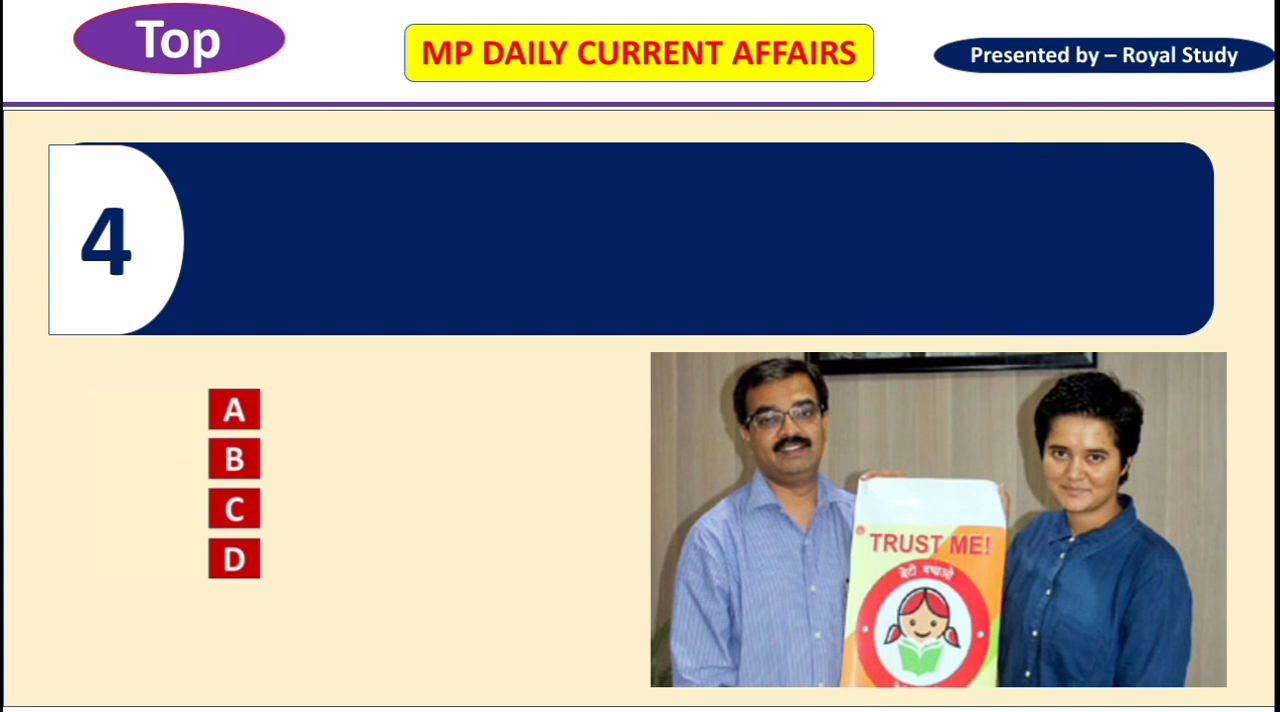 Top
MP DAILY CURRENT AFFAIRS
Presented by – Royal Study
4
A
B
C
D
TRUST ME!
बेटी बचाओ